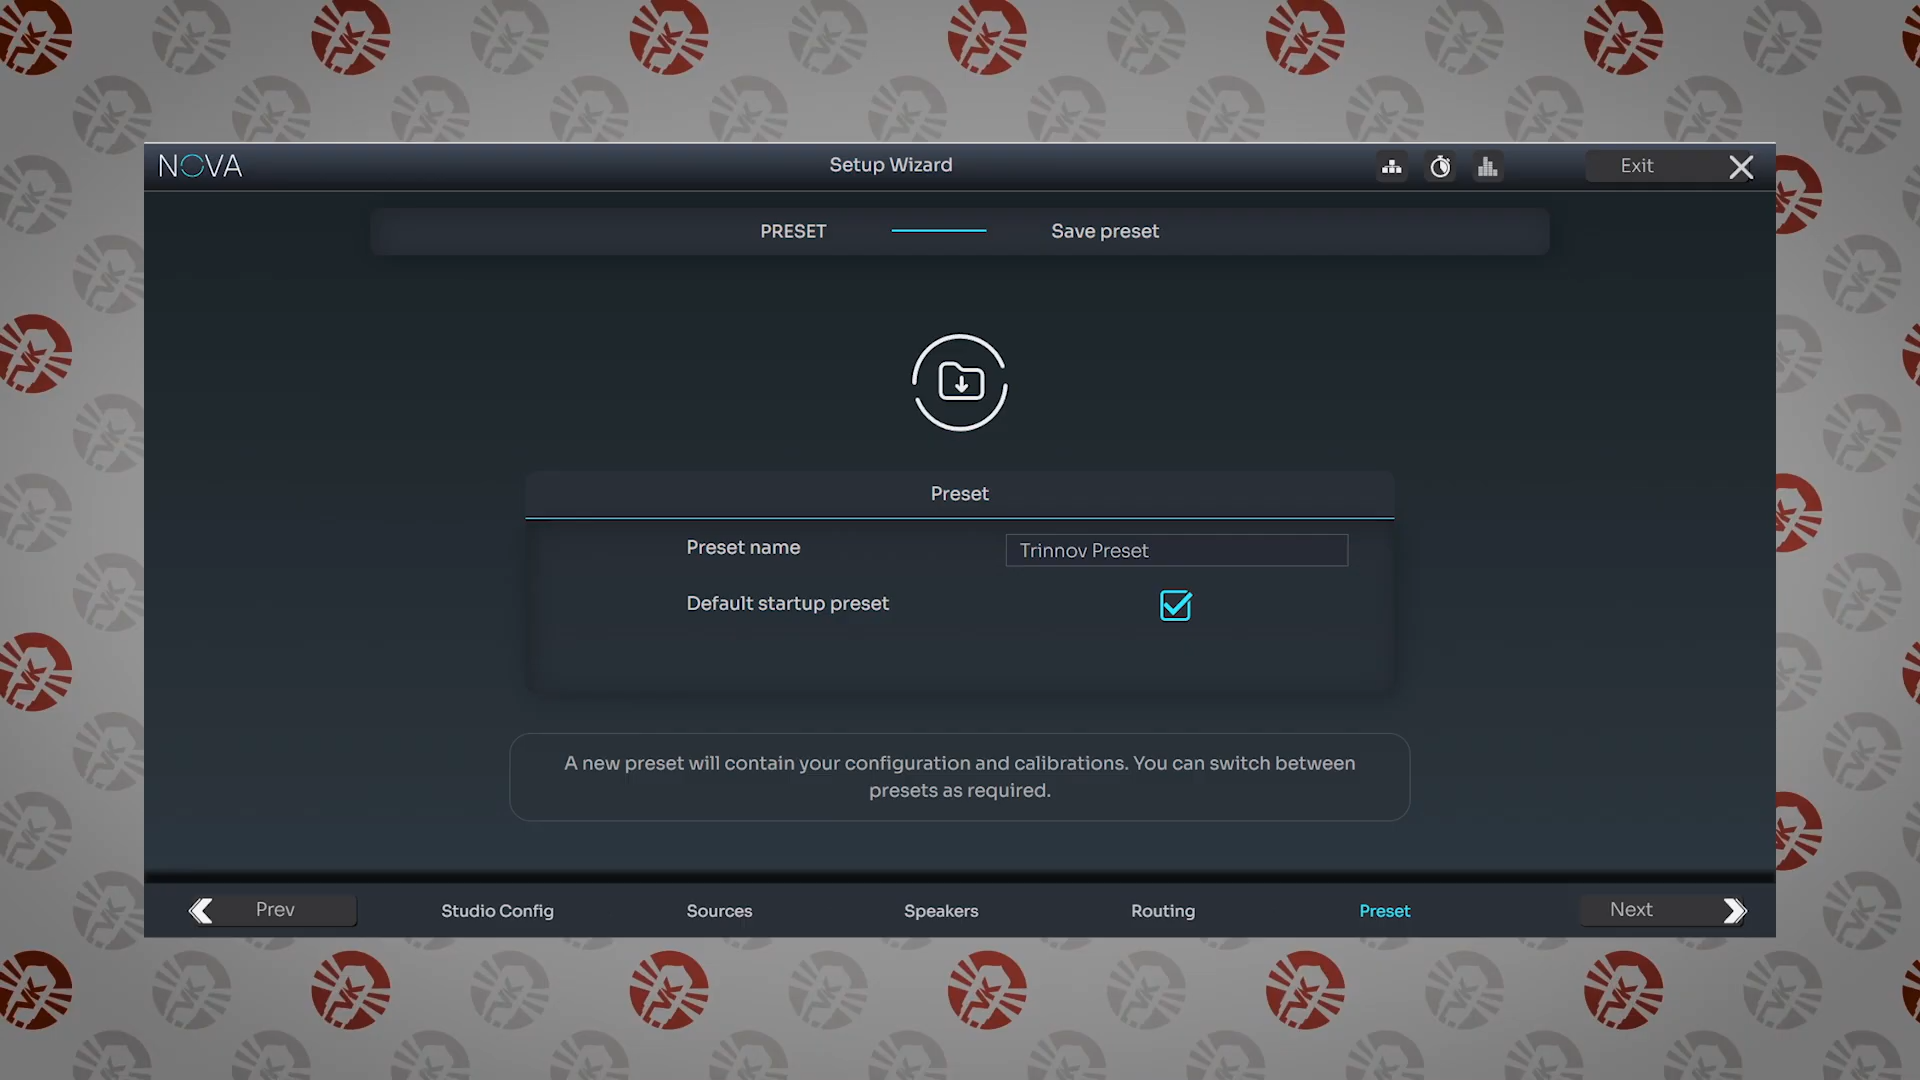 NOVA
Setup Wizard
Exit
PRESET
Save preset
Preset
Preset name
Trinnov Preset
Default startup preset
A new preset will contain your configuration and calibrations. You can switch between
presets as required.
Prev
Studio Config
Sources
Speakers
Routing
Preset
Next